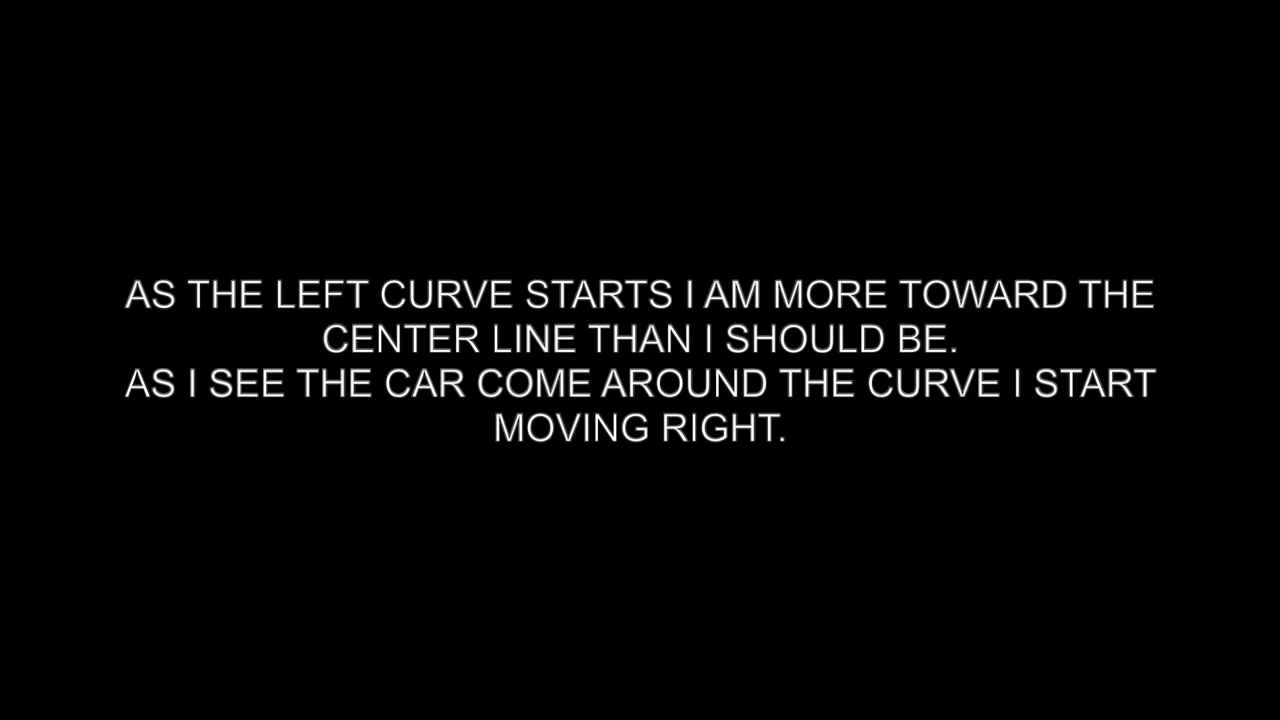 AS THE LEFT CURVE STARTS I AM MORE TOWARD THE
CENTER LINE THAN I SHOULD BE.
AS I SEE THE CAR COME AROUND THE CURVE I START
MOVING RIGHT.